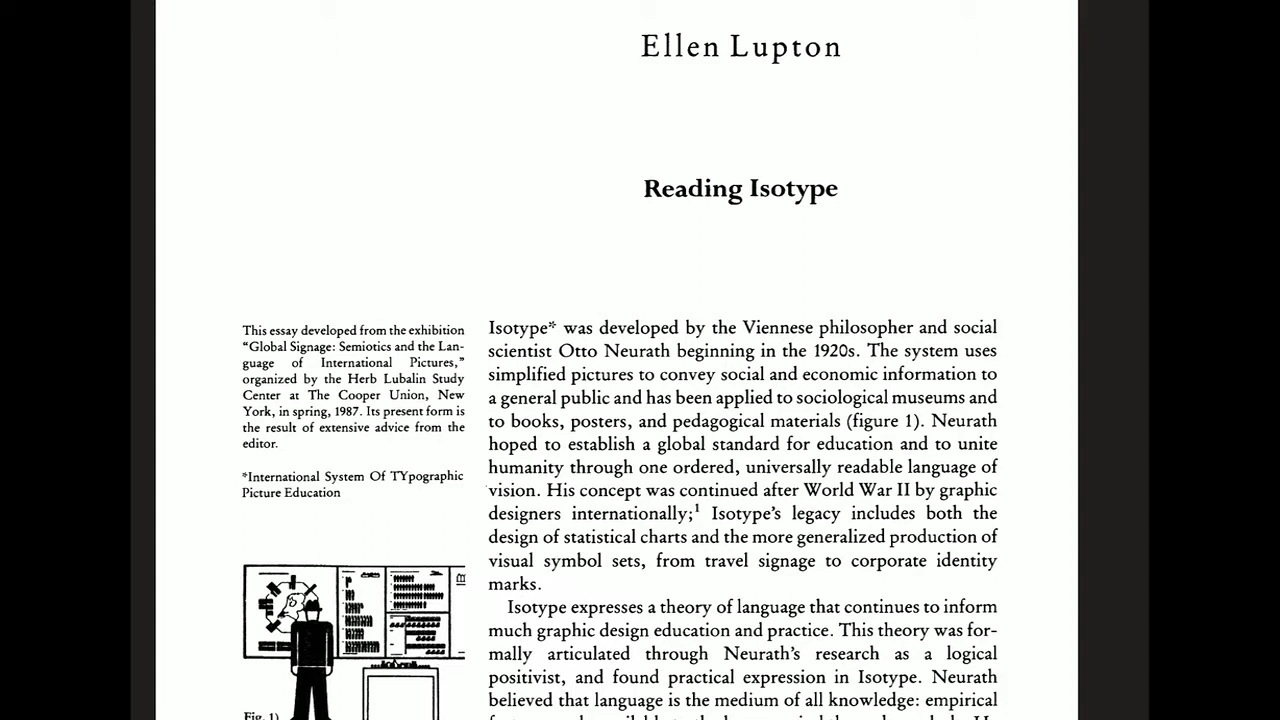 Ellen Lupton
Reading Isotype
This essay developed from the exhibition
“Global Signage: Semiotics and the Lan-
guage of International Pictures,”
organized by the Herb Lubalin Study
Center at The Cooper Union, New
York, in spring, 1987. Its present form is
the result of extensive advice from the
editor.
*International System Of TYpographic
Picture Education
Fig. 1)
Isotype* was developed by the Viennese philosopher and social
scientist Otto Neurath beginning in the 1920s. The system uses
simplified pictures to convey social and economic information to
a general public and has been applied to sociological museums and
to books, posters, and pedagogical materials (figure 1). Neurath
hoped to establish a global standard for education and to unite
humanity through one ordered, universally readable language of
vision. His concept was continued after World War II by graphic
designers internationally;¹ Isotype’s legacy includes both the
design of statistical charts and the more generalized production of
visual symbol sets, from travel signage to corporate identity
marks.
Isotype expresses a theory of language that continues to inform
much graphic design education and practice. This theory was for-
mally articulated through Neurath’s research as a logical
positivist, and found practical expression in Isotype. Neurath
believed that language is the medium of all knowledge: empirical